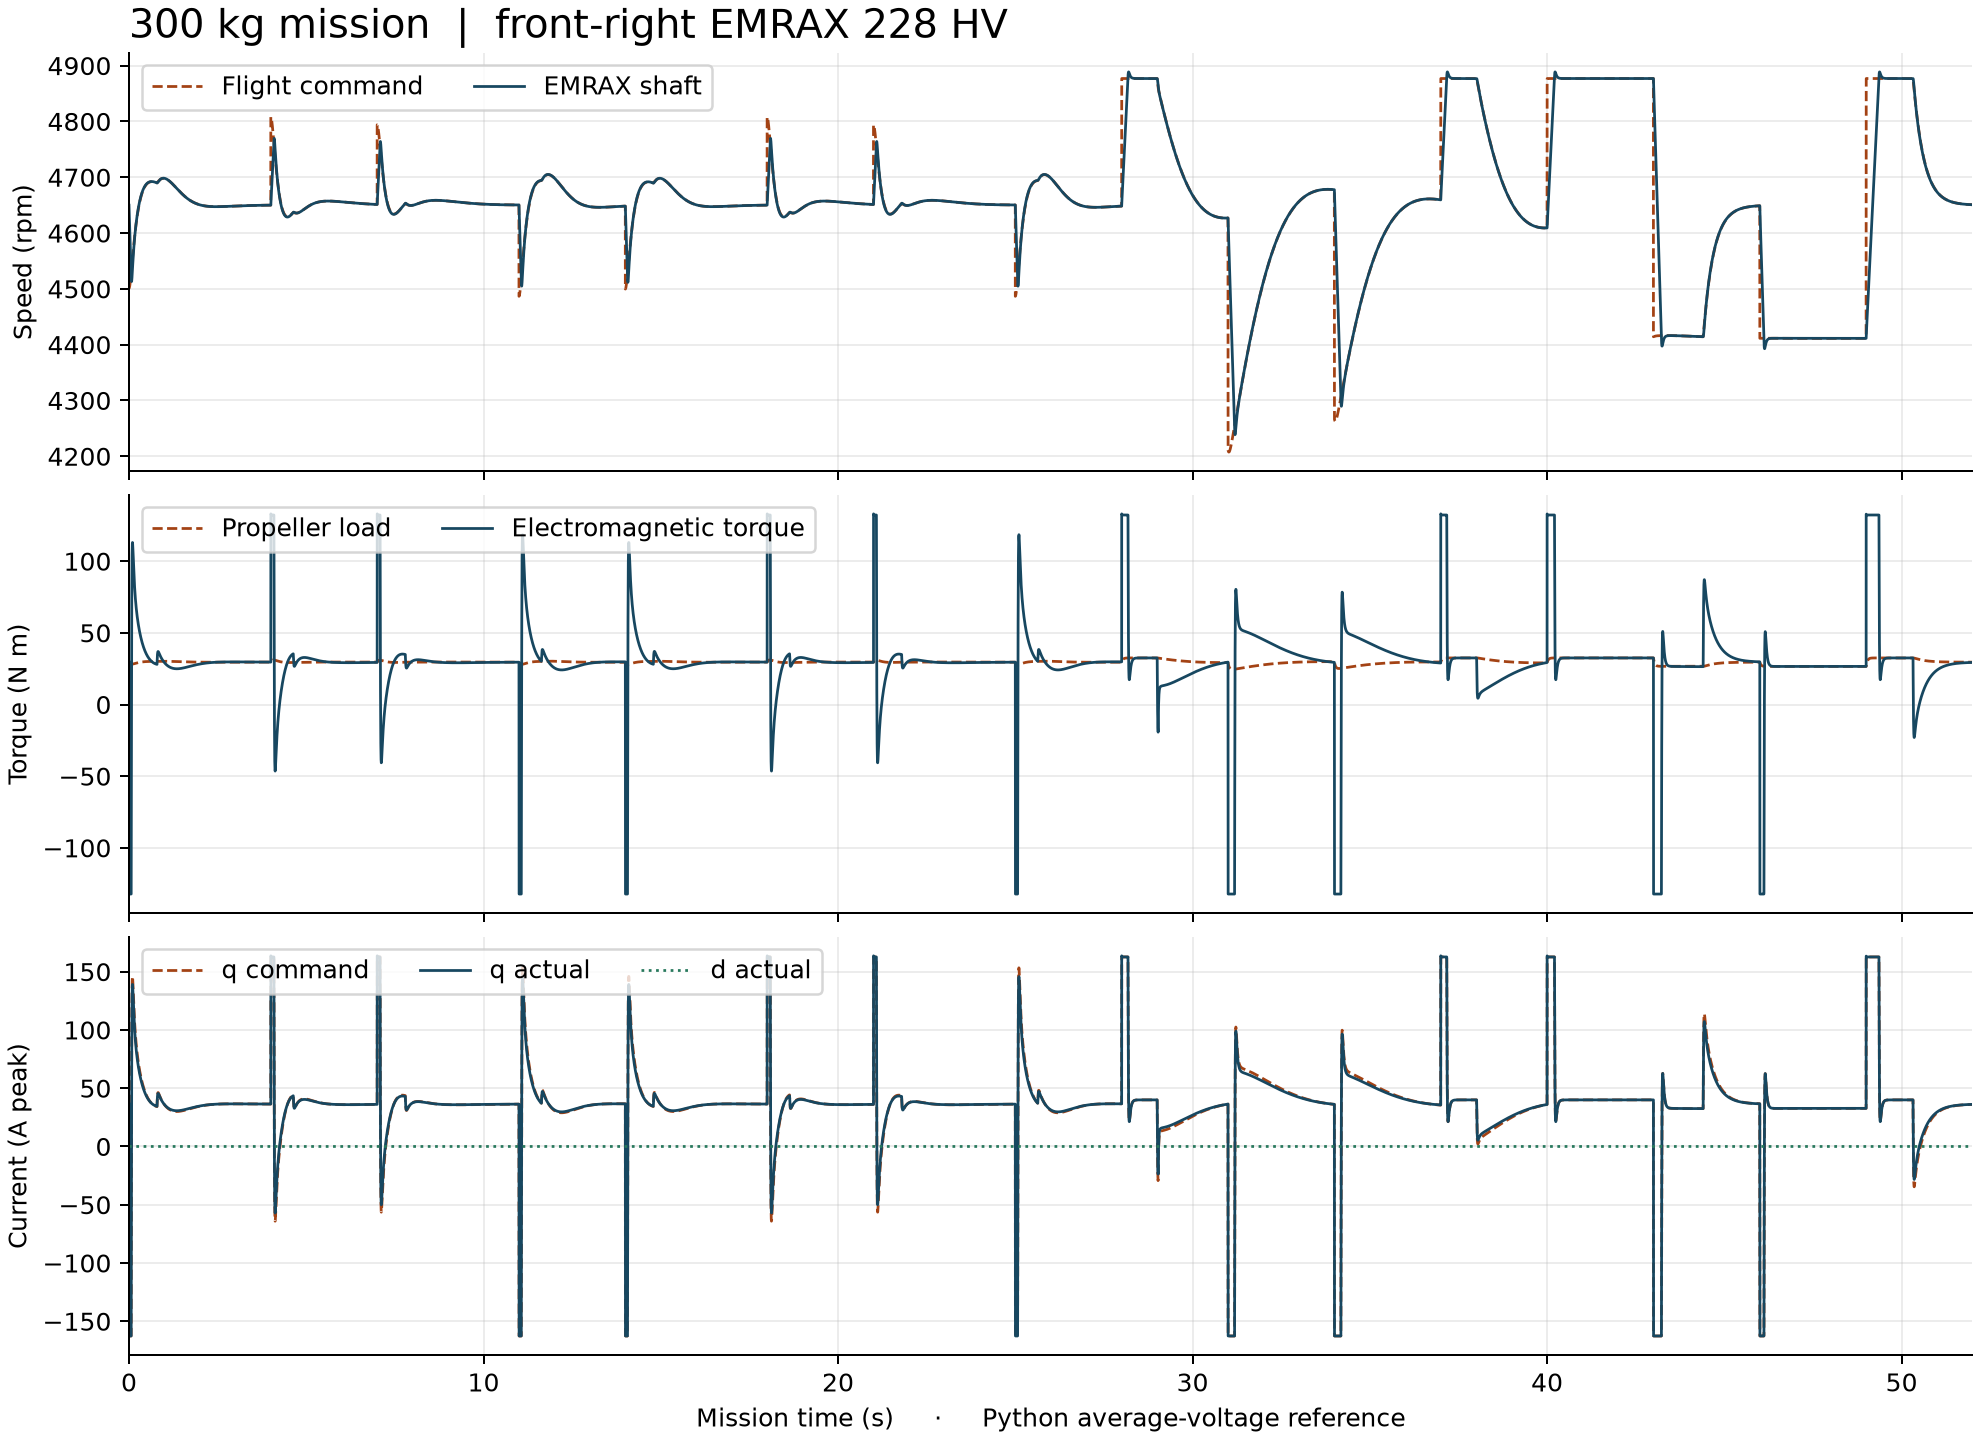 300 kg mission | front-right EMRAX 228 HV
Flight command EMRAX shaft
4900
4800
4700
4600
4500
4400
4300
4200
Speed (rpm)
Propeller load Electromagnetic torque
100
50
0
−50
−100
Torque (N m)
q command q actual d actual
150
100
50
0
−50
−100
−150
Current (A peak)
0 10 20 30 40 50
Mission time (s) · Python average-voltage reference